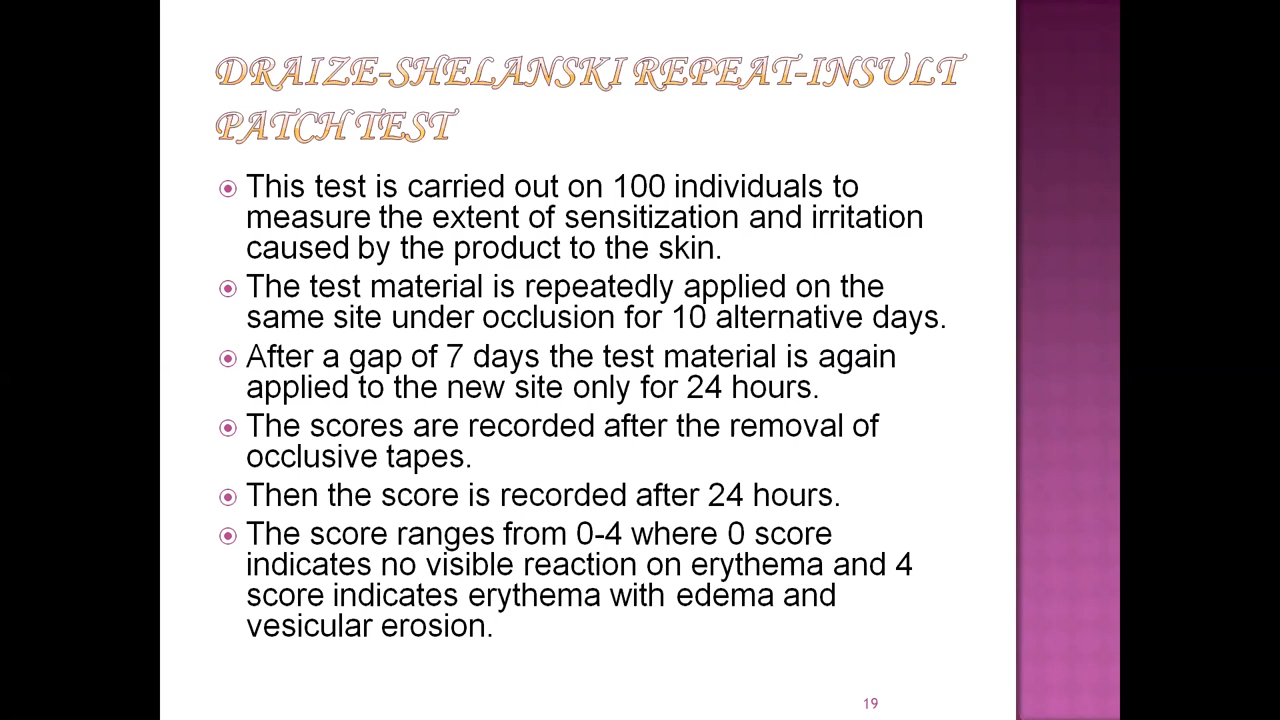 DRAIZE-SHELANSKI REPEAT-INSULT
PATCH TEST
This test is carried out on 100 individuals to
measure the extent of sensitization and irritation
caused by the product to the skin.
The test material is repeatedly applied on the
same site under occlusion for 10 alternative days.
After a gap of 7 days the test material is again
applied to the new site only for 24 hours.
The scores are recorded after the removal of
occlusive tapes.
Then the score is recorded after 24 hours.
The score ranges from 0-4 where 0 score
indicates no visible reaction on erythema and 4
score indicates erythema with edema and
vesicular erosion.
19